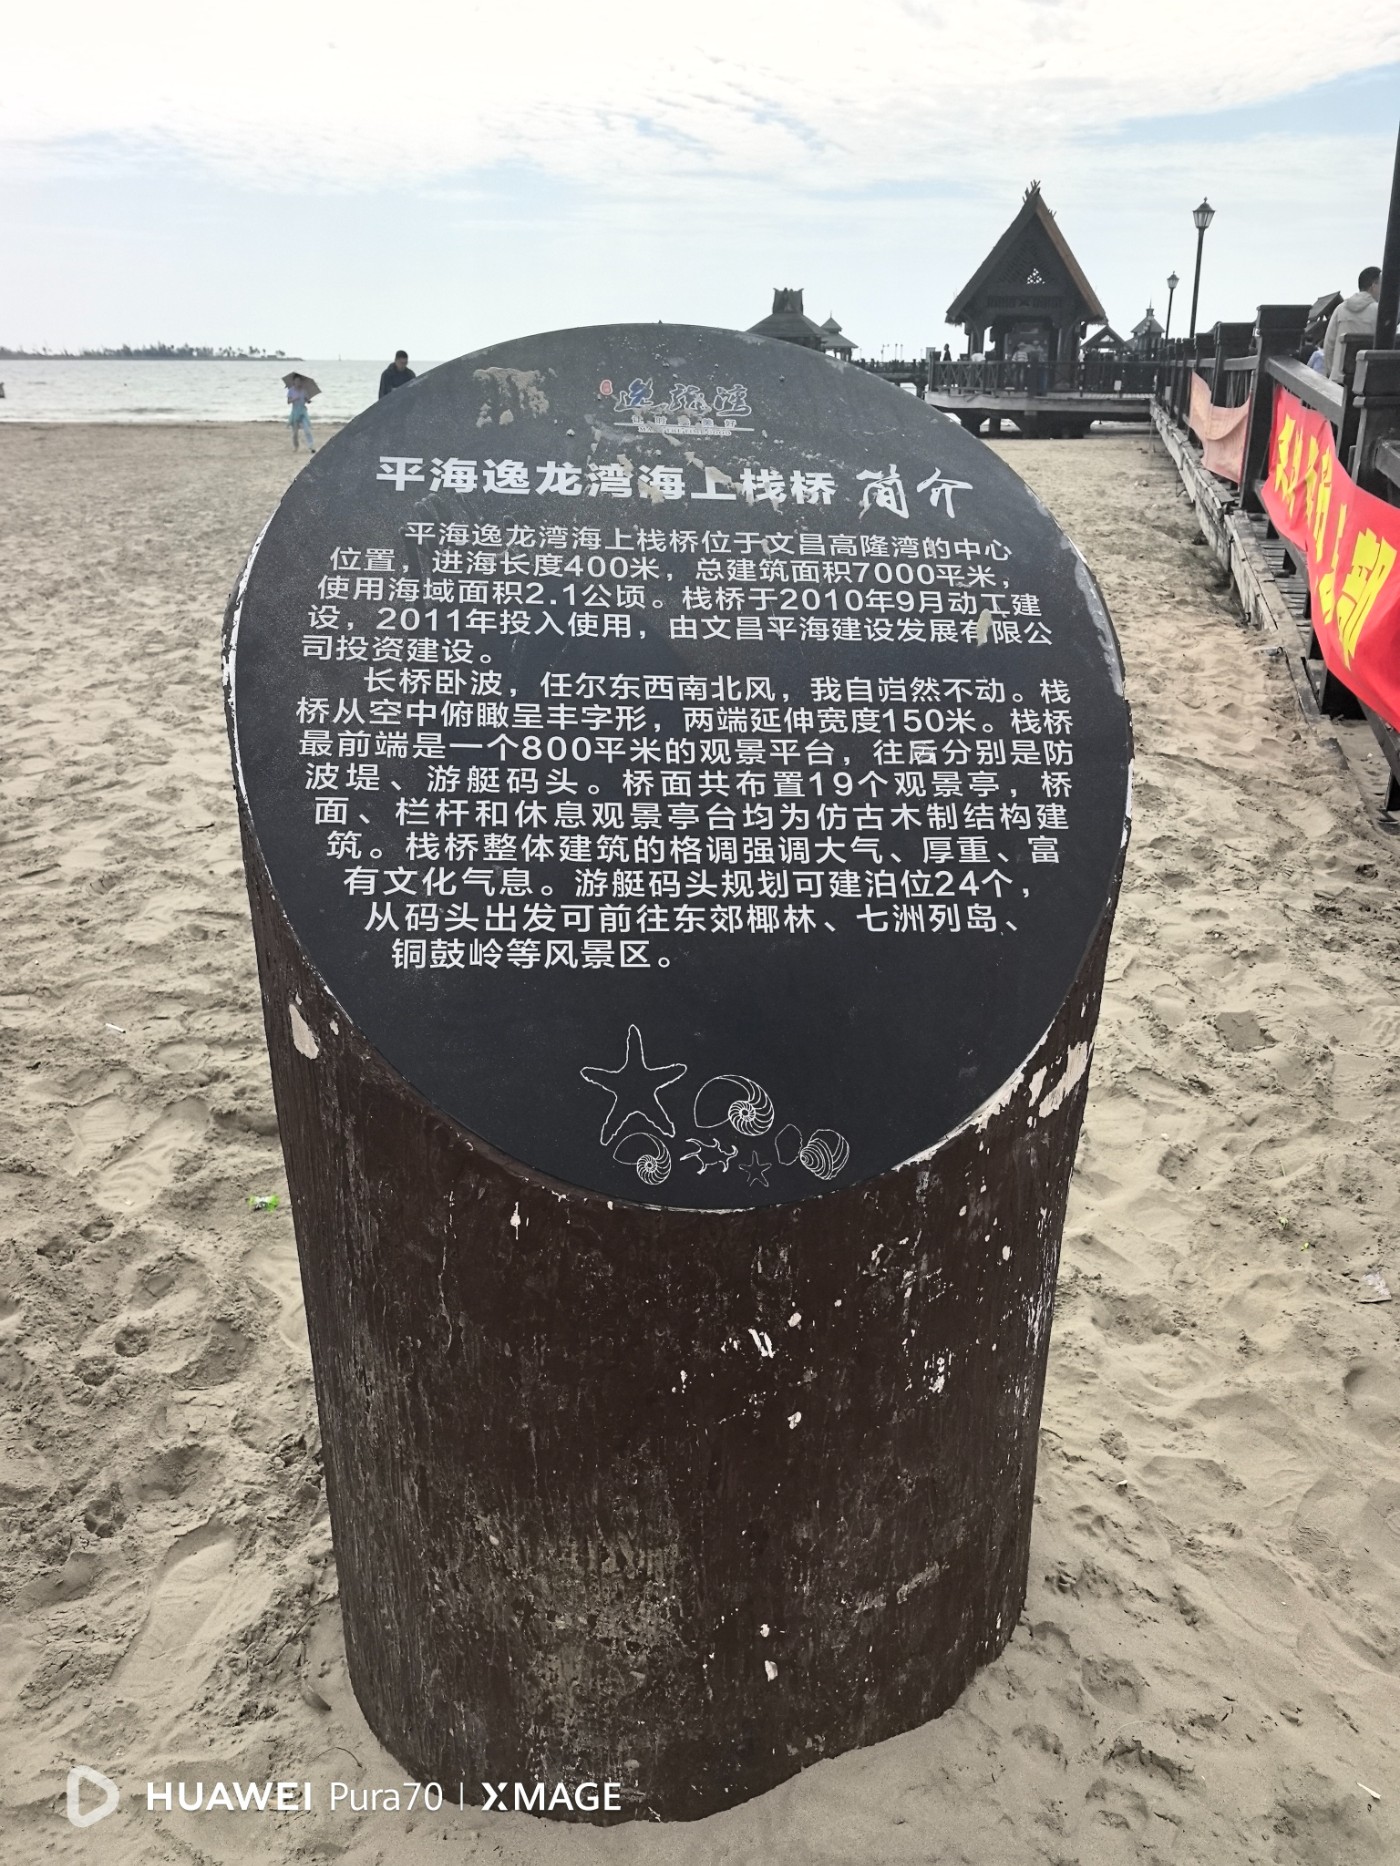 逸龙湾
平海逸龙湾海上栈桥 简介
平海逸龙湾海上栈桥位于文昌高隆湾的中心
位置，进海长度400米，总建筑面积7000平米，
使用海域面积2.1公顷。栈桥于2010年9月动工建
设，2011年投入使用，由文昌平海建设发展有限公
司投资建设。
长桥卧波，任尔东西南北风，我自岿然不动。栈
桥从空中俯瞰呈丰字形，两端延伸宽度150米。栈桥
最前端是一个800平米的观景平台，往后分别是防
波堤、游艇码头。桥面共布置19个观景亭，桥
面、栏杆和休息观景亭台均为仿古木制结构建
筑。栈桥整体建筑的格调强调大气、厚重、富
有文化气息。游艇码头规划可建泊位24个，
从码头出发可前往东郊椰林、七洲列岛、
铜鼓岭等风景区。
HUAWEI Pura70 | XMAGE